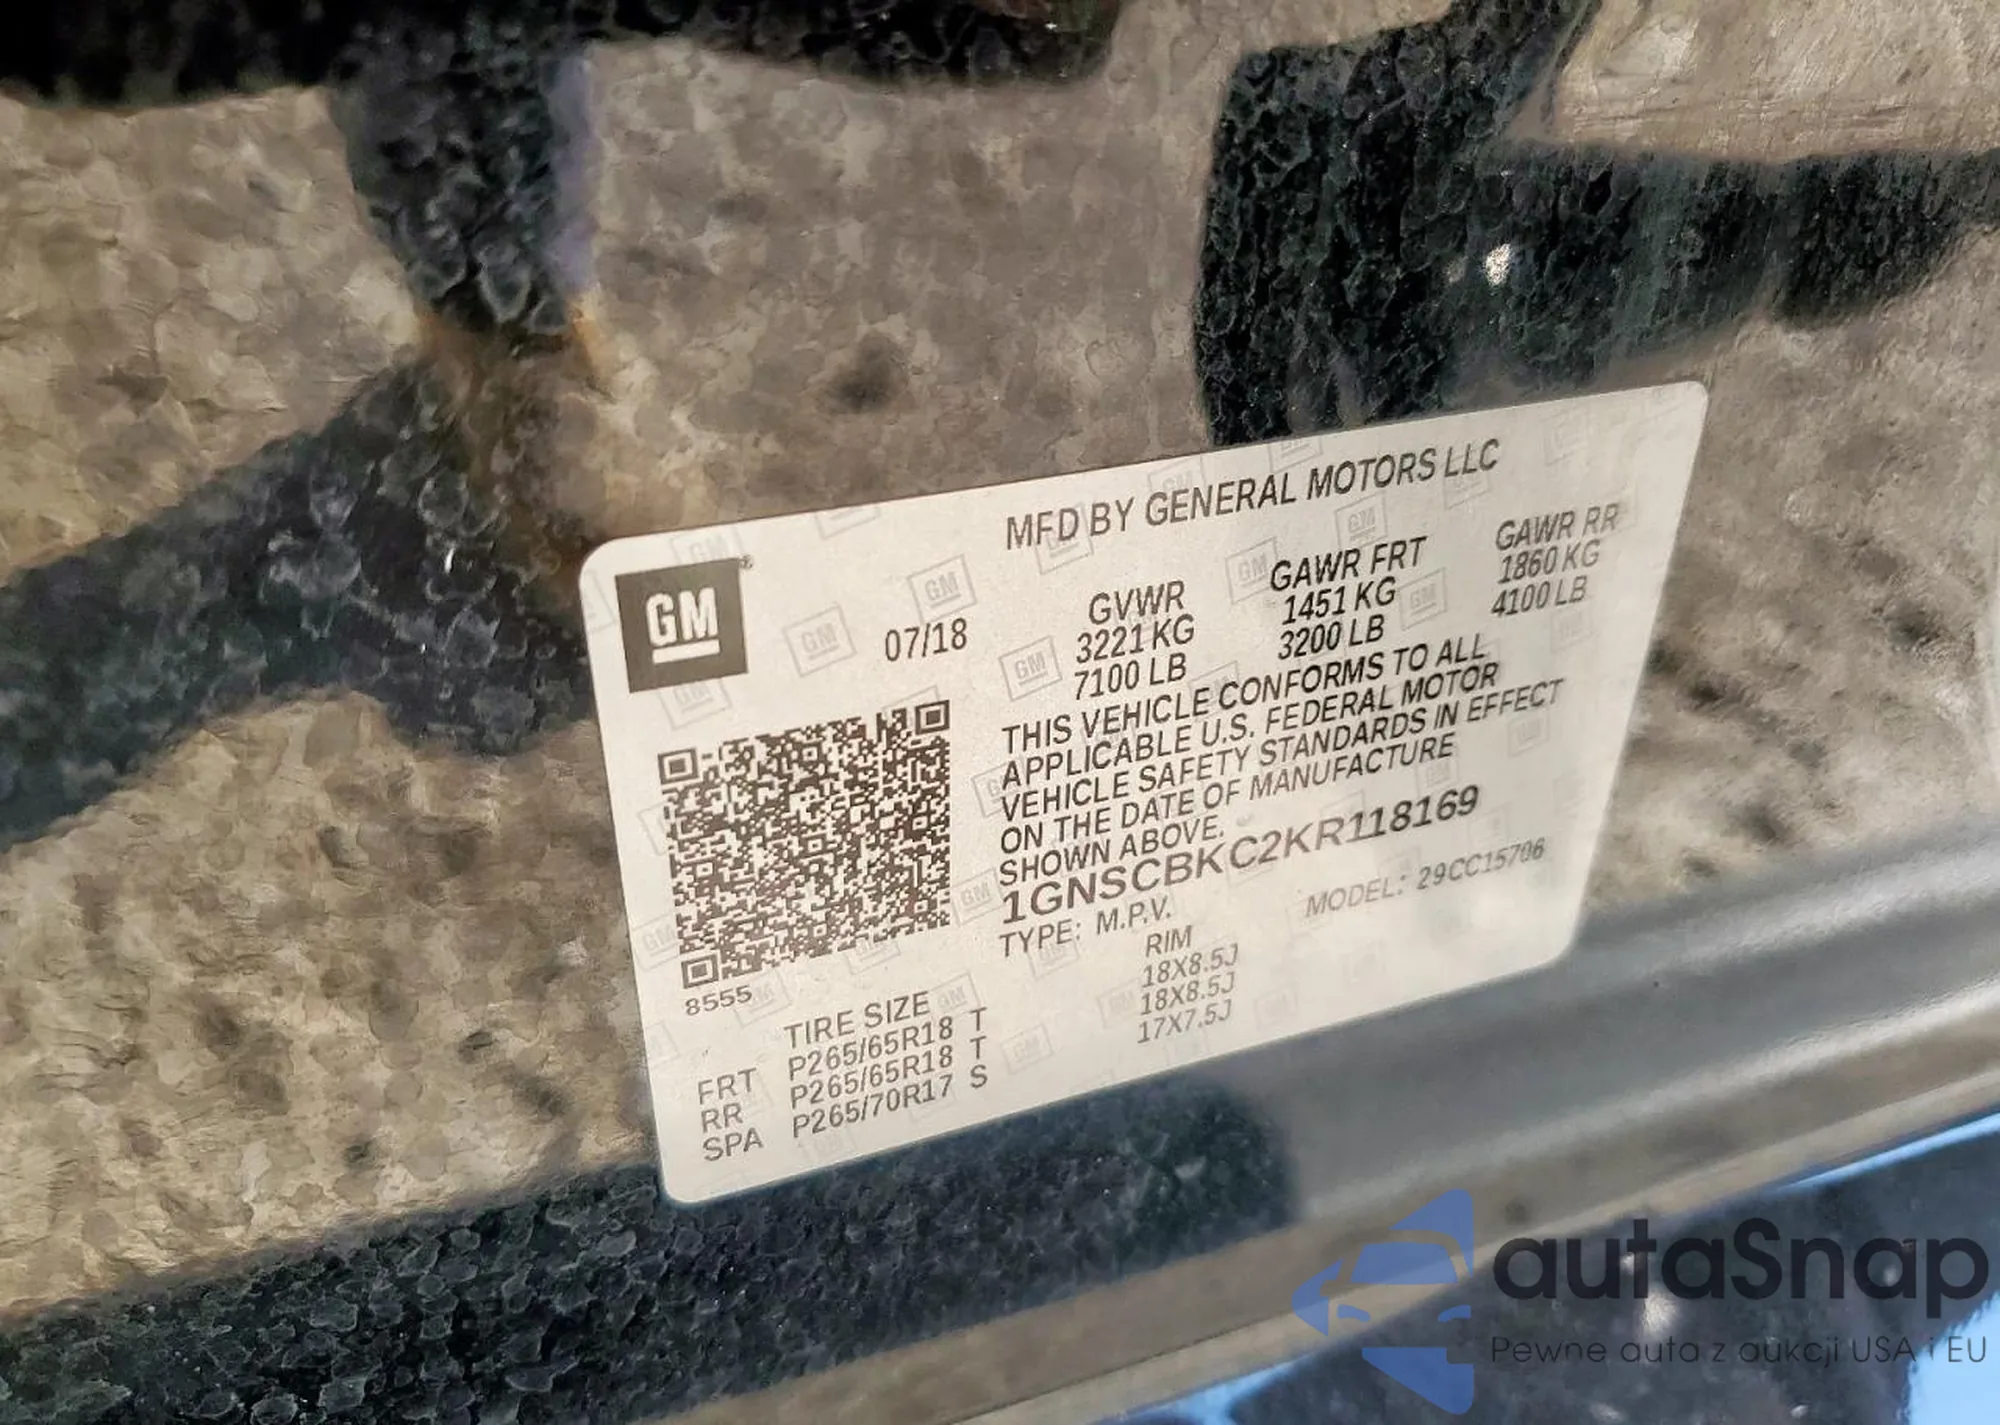 MFD BY GENERAL MOTORS LLC
GM
07/18
GVWR GAWR FRT GAWR RR
3221 KG 1451 KG 1860 KG
7100 LB 3200 LB 4100 LB
THIS VEHICLE CONFORMS TO ALL
APPLICABLE U.S. FEDERAL MOTOR
VEHICLE SAFETY STANDARDS IN EFFECT
ON THE DATE OF MANUFACTURE
SHOWN ABOVE.
1GNSCBKC2KR118169
TYPE: M.P.V. MODEL: 29CC15706
8555
TIRE SIZE RIM
FRT P265/65R18 T 18X8.5J
RR P265/65R18 T 18X8.5J
SPA P265/70R17 S 17X7.5J
autaSnap
Pewne auta z aukcji USA i EU